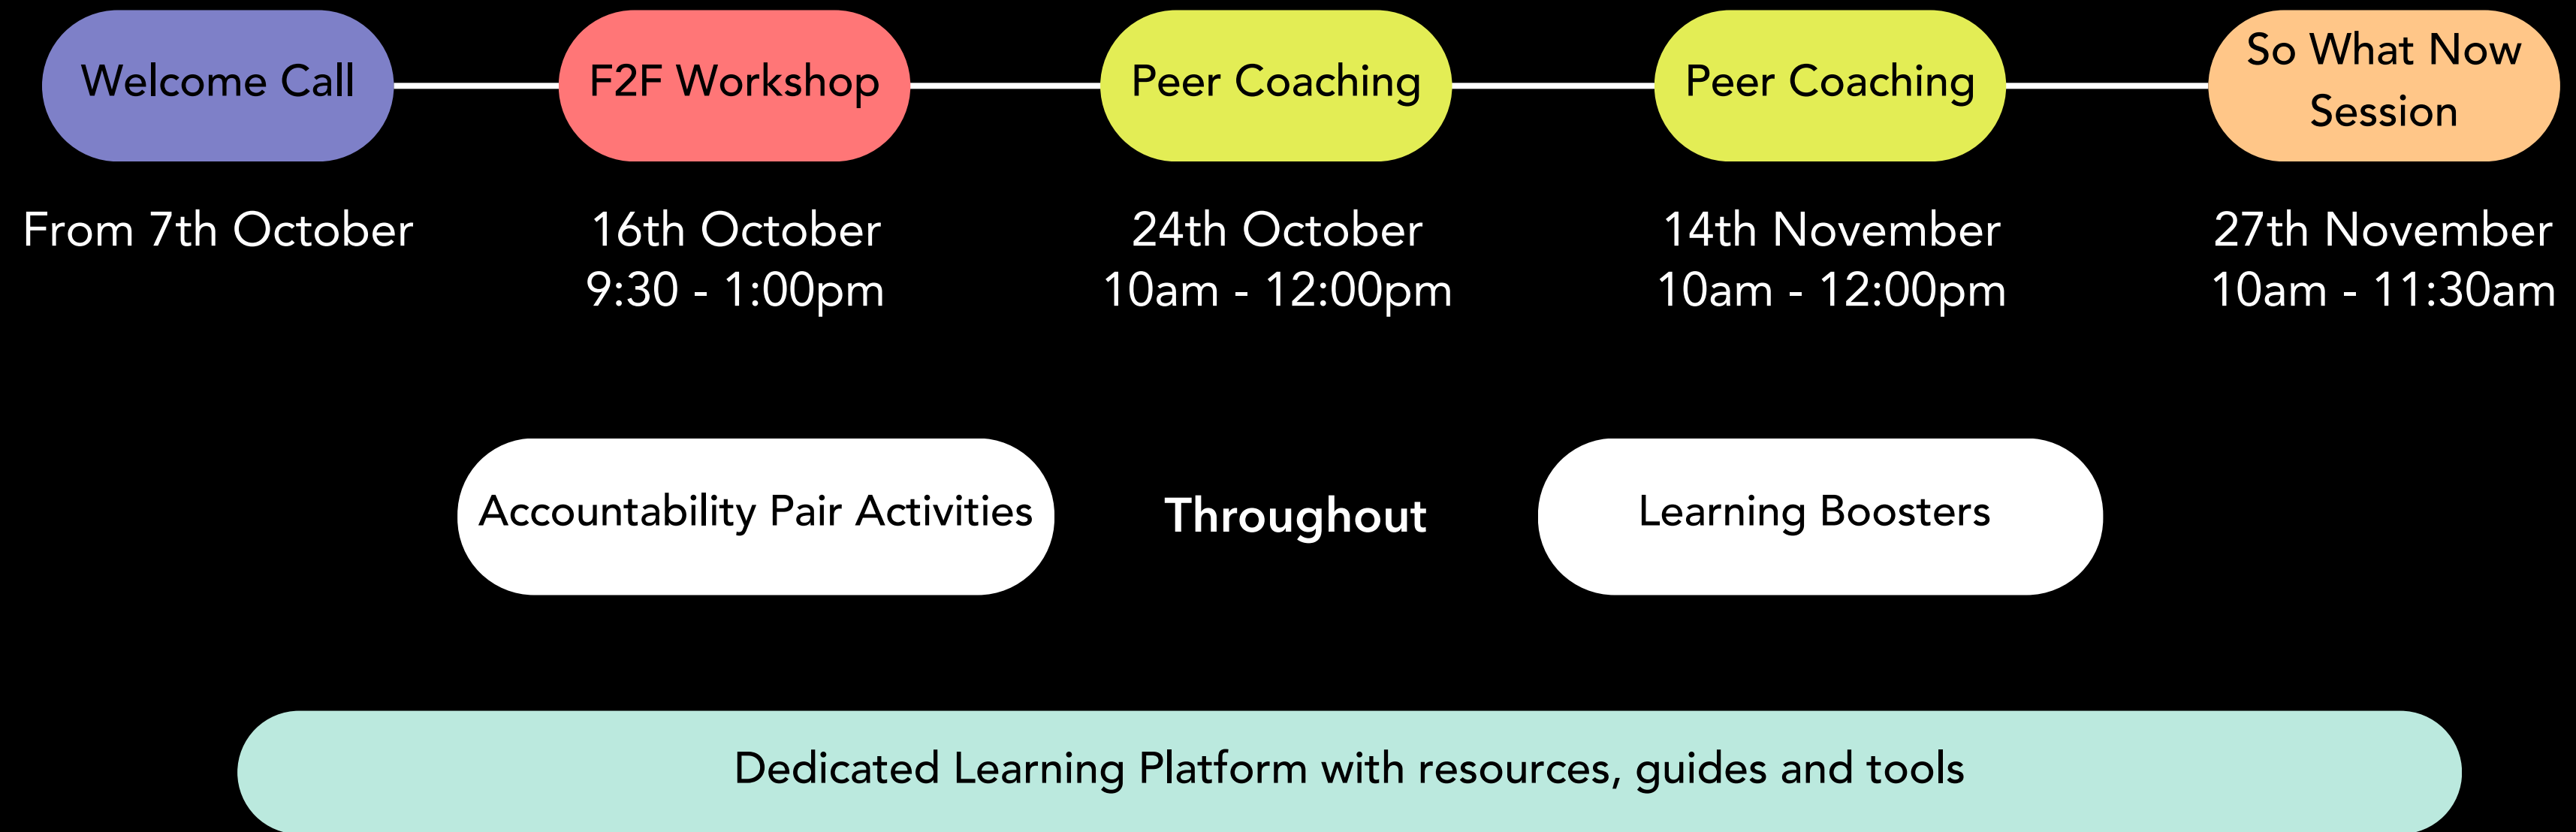 Welcome Call
F2F Workshop
Peer Coaching
Peer Coaching
So What Now
Session
From 7th October
16th October
9:30 - 1:00pm
24th October
10am - 12:00pm
14th November
10am - 12:00pm
27th November
10am - 11:30am
Accountability Pair Activities
Throughout
Learning Boosters
Dedicated Learning Platform with resources, guides and tools